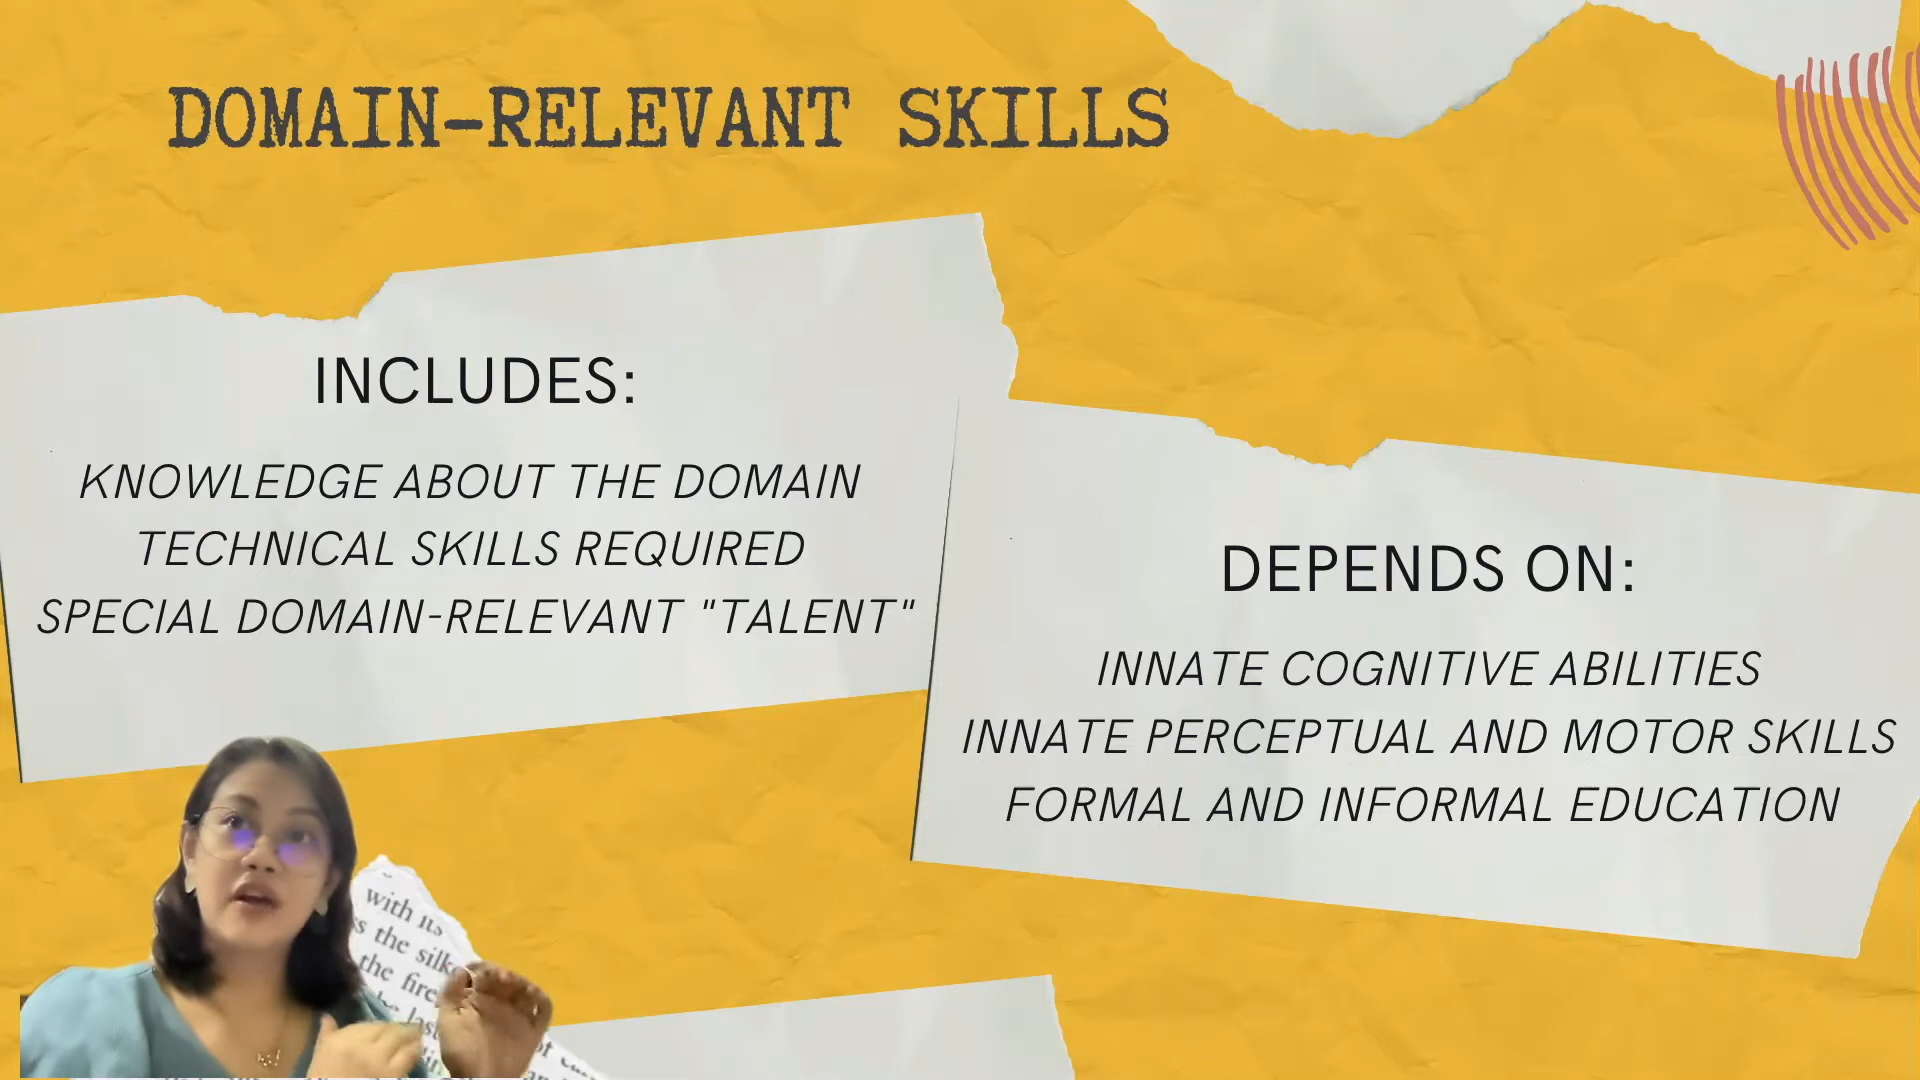 DOMAIN-RELEVANT SKILLS
INCLUDES:
KNOWLEDGE ABOUT THE DOMAIN
TECHNICAL SKILLS REQUIRED
SPECIAL DOMAIN-RELEVANT "TALENT"
DEPENDS ON:
INNATE COGNITIVE ABILITIES
INNATE PERCEPTUAL AND MOTOR SKILLS
FORMAL AND INFORMAL EDUCATION
with its
the silk
the fire